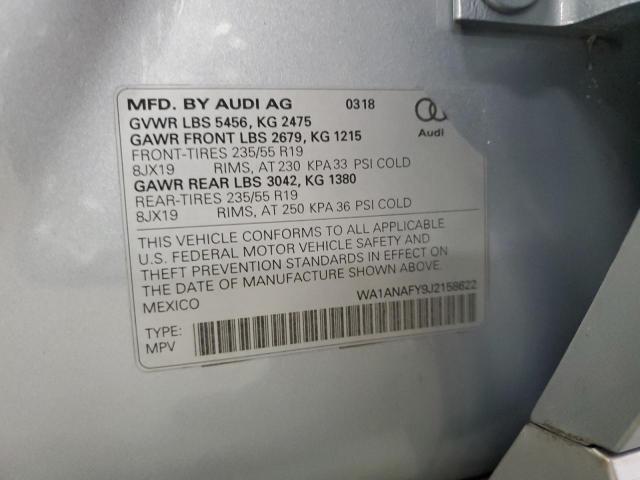 MFD. BY AUDI AG 0318
GVWR LBS 5456, KG 2475
GAWR FRONT LBS 2679, KG 1215
FRONT-TIRES 235/55 R19
8JX19 RIMS, AT 230 KPA33 PSI COLD
GAWR REAR LBS 3042, KG 1380
REAR-TIRES 235/55 R19
8JX19 RIMS, AT 250 KPA 36 PSI COLD
Audi
THIS VEHICLE CONFORMS TO ALL APPLICABLE
U.S. FEDERAL MOTOR VEHICLE SAFETY AND
THEFT PREVENTION STANDARDS IN EFFECT ON
THE DATE OF MANUFACTURE SHOWN ABOVE.
MEXICO
WA1ANAFY9J2158622
TYPE:
MPV